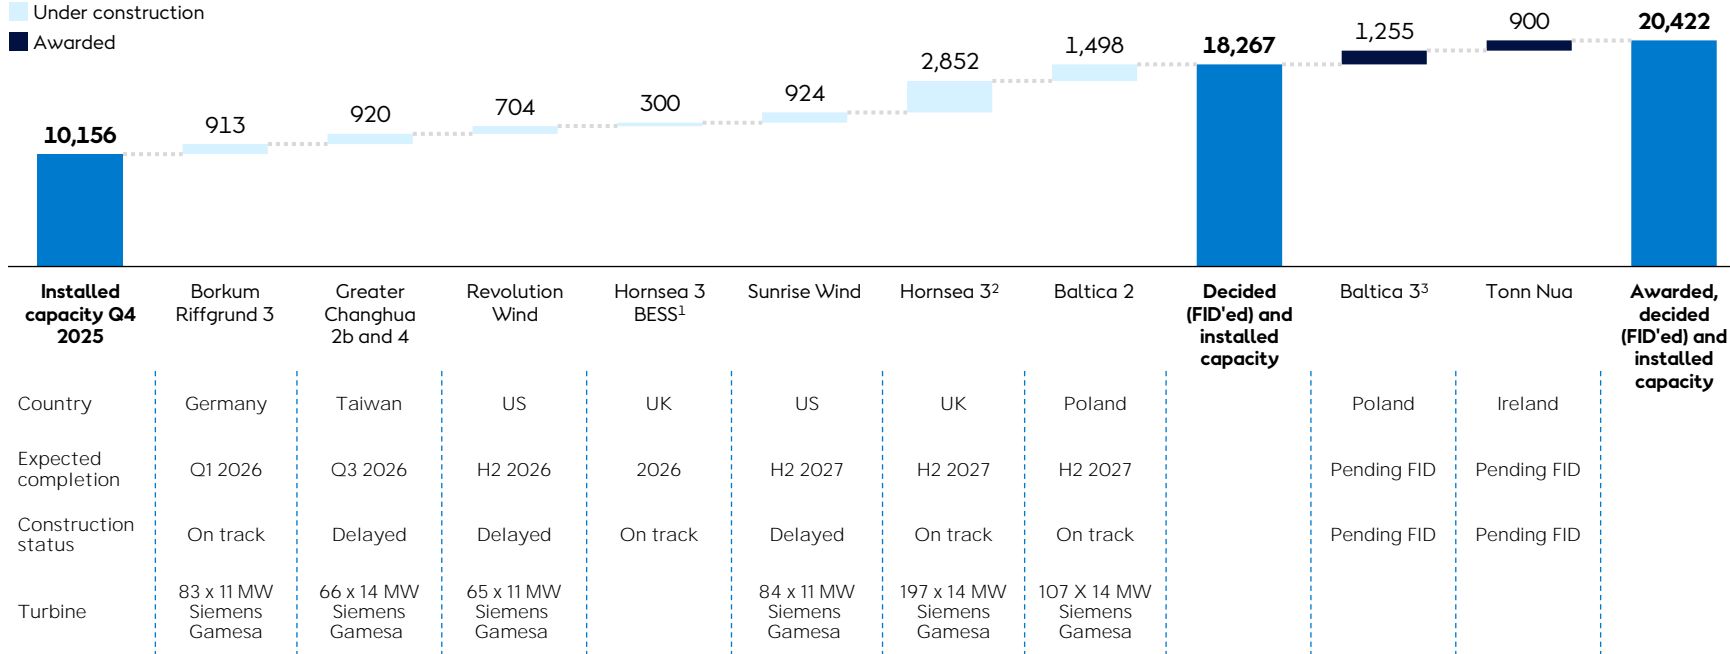 Under construction
Awarded
10,156
913
920
704
300
924
2,852
1,498
18,267
1,255
900
20,422
Installed
capacity Q4
2025
Borkum
Riffgrund 3
Greater
Changhua
2b and 4
Revolution
Wind
Hornsea 3
BESS1
Sunrise Wind
Hornsea 32
Baltica 2
Decided
(FID'ed) and
installed
capacity
Baltica 33
Tonn Nua
Awarded,
decided
(FID'ed) and
installed
capacity
Country
Germany
Taiwan
US
UK
US
UK
Poland
Poland
Ireland
Expected
completion
Q1 2026
Q3 2026
H2 2026
2026
H2 2027
H2 2027
H2 2027
Pending FID
Pending FID
Construction
status
On track
Delayed
Delayed
On track
Delayed
On track
On track
Pending FID
Pending FID
Turbine
83 x 11 MW
Siemens
Gamesa
66 x 14 MW
Siemens
Gamesa
65 x 11 MW
Siemens
Gamesa
84 x 11 MW
Siemens
Gamesa
197 x 14 MW
Siemens
Gamesa
107 X 14 MW
Siemens
Gamesa